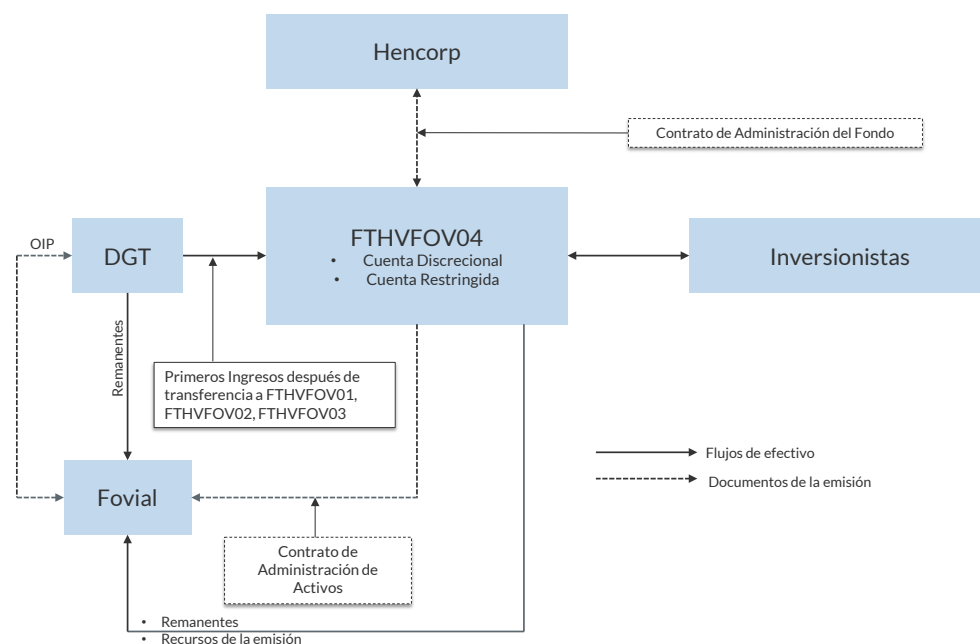 Hencorp
Contrato de Administración del Fondo
OIP
DGT
FTHVFOV04
• Cuenta Discrecional
• Cuenta Restringida
Inversionistas
Remanentes
Primeros Ingresos después de
transferencia a FTHVFOV01,
FTHVFOV02, FTHVFOV03
Flujos de efectivo
Documentos de la emisión
Fovial
Contrato de
Administración de
Activos
• Remanentes
• Recursos de la emisión